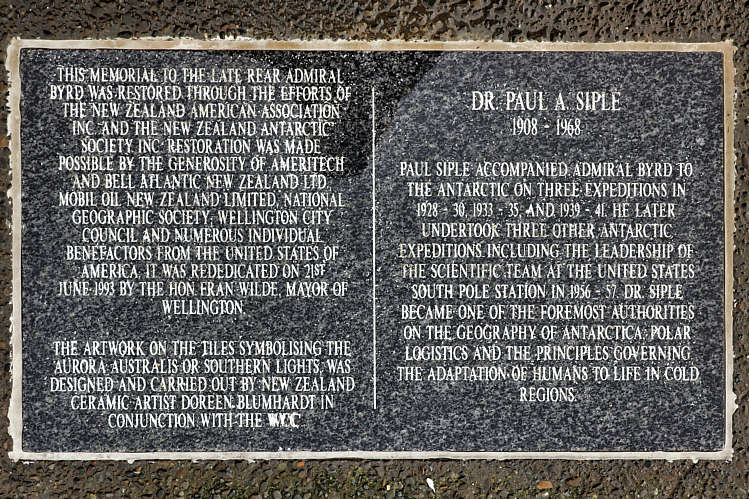 THIS MEMORIAL TO THE LATE REAR ADMIRAL
BYRD WAS RESTORED THROUGH THE EFFORTS OF
THE NEW ZEALAND AMERICAN ASSOCIATION
INC. AND THE NEW ZEALAND ANTARCTIC
SOCIETY INC. RESTORATION WAS MADE
POSSIBLE BY THE GENEROSITY OF AMERITECH
AND BELL ATLANTIC NEW ZEALAND LTD,
MOBIL OIL NEW ZEALAND LIMITED, NATIONAL
GEOGRAPHIC SOCIETY, WELLINGTON CITY
COUNCIL AND NUMEROUS INDIVIDUAL
BENEFACTORS FROM THE UNITED STATES OF
AMERICA. IT WAS REDEDICATED ON 21ST
JUNE 1993 BY THE HON FRAN WILDE, MAYOR OF
WELLINGTON.
THE ARTWORK ON THE TILES SYMBOLISING THE
AURORA AUSTRALIS OR SOUTHERN LIGHTS, WAS
DESIGNED AND CARRIED OUT BY NEW ZEALAND
CERAMIC ARTIST DOREEN BLUMHARDT IN
CONJUNCTION WITH THE
DR. PAUL A. SIPLE
1908 - 1968
PAUL SIPLE ACCOMPANIED ADMIRAL BYRD TO
THE ANTARCTIC ON THREE EXPEDITIONS IN
1928 - 30, 1933 - 35, AND 1939 - 41. HE LATER
UNDERTOOK THREE OTHER ANTARCTIC
EXPEDITIONS INCLUDING THE LEADERSHIP OF
THE SCIENTIFIC TEAM AT THE UNITED STATES
SOUTH POLE STATION IN 1956 - 57. DR. SIPLE
BECAME ONE OF THE FOREMOST AUTHORITIES
ON THE GEOGRAPHY OF ANTARCTICA, POLAR
LOGISTICS AND THE PRINCIPLES GOVERNING
THE ADAPTATION OF HUMANS TO LIFE IN COLD
REGIONS.